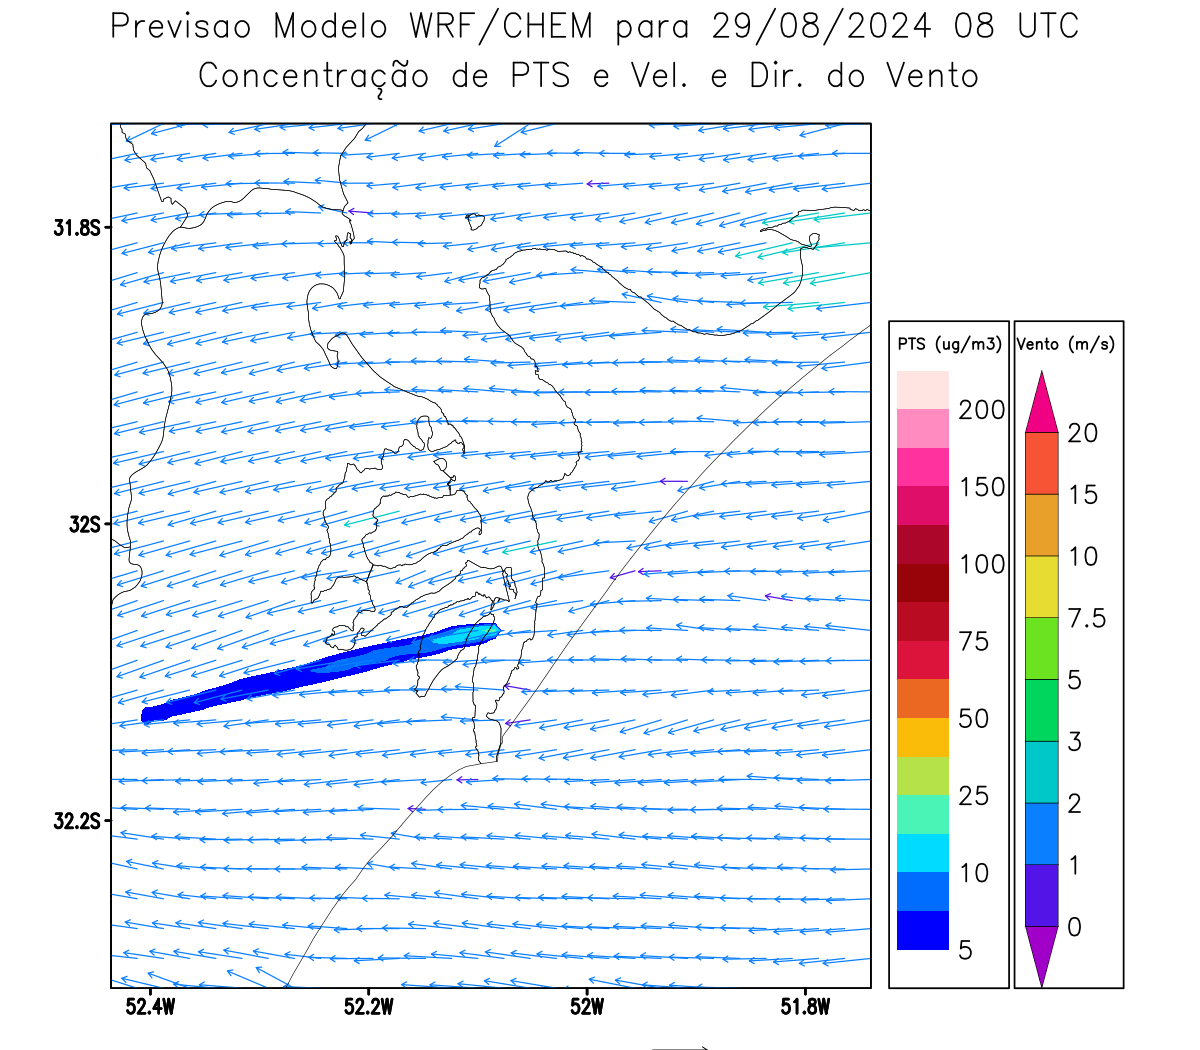 Previsao Modelo WRF/CHEM para 29/08/2024 08 UTC
Concentração de PTS e Vel. e Dir. do Vento
31.8S
32S
32.2S
52.4W
52.2W
52W
51.8W
PTS (ug/m3)
200
150
100
75
50
25
10
5
Vento (m/s)
20
15
10
7.5
5
3
2
1
0